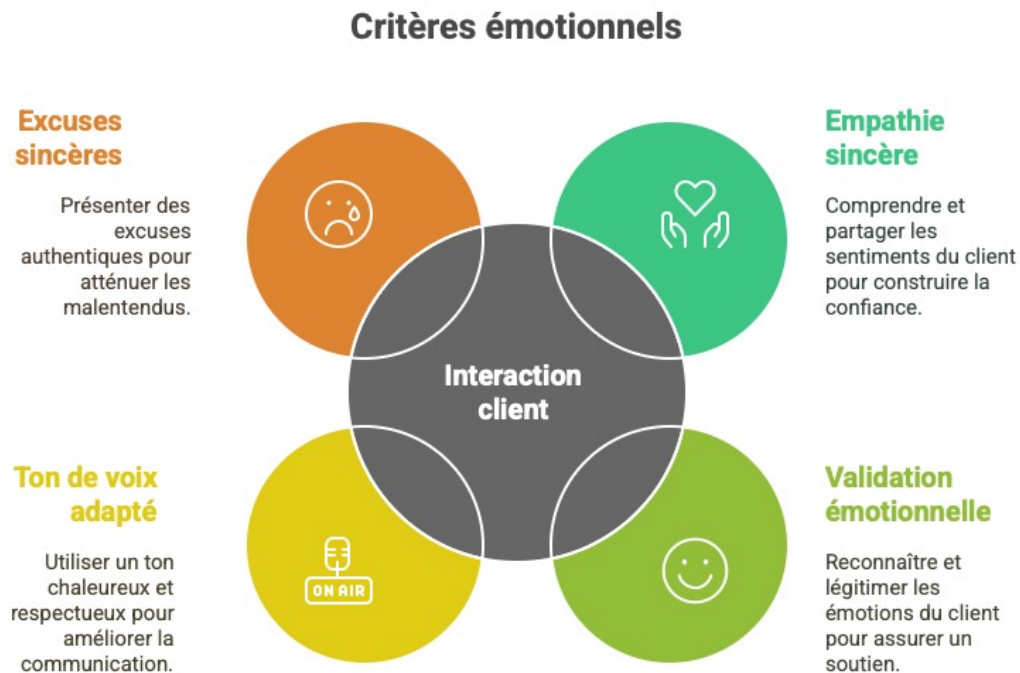 Critères émotionnels
Excuses
sincères
Présenter des
excuses
authentiques pour
atténuer les
malentendus.
Empathie
sincère
Comprendre et
partager les
sentiments du client
pour construire la
confiance.
Interaction
client
Ton de voix
adapté
Utiliser un ton
chaleureux et
respectueux pour
améliorer la
communication.
ON AIR
Validation
émotionnelle
Reconnaître et
légitimer les
émotions du client
pour assurer un
soutien.